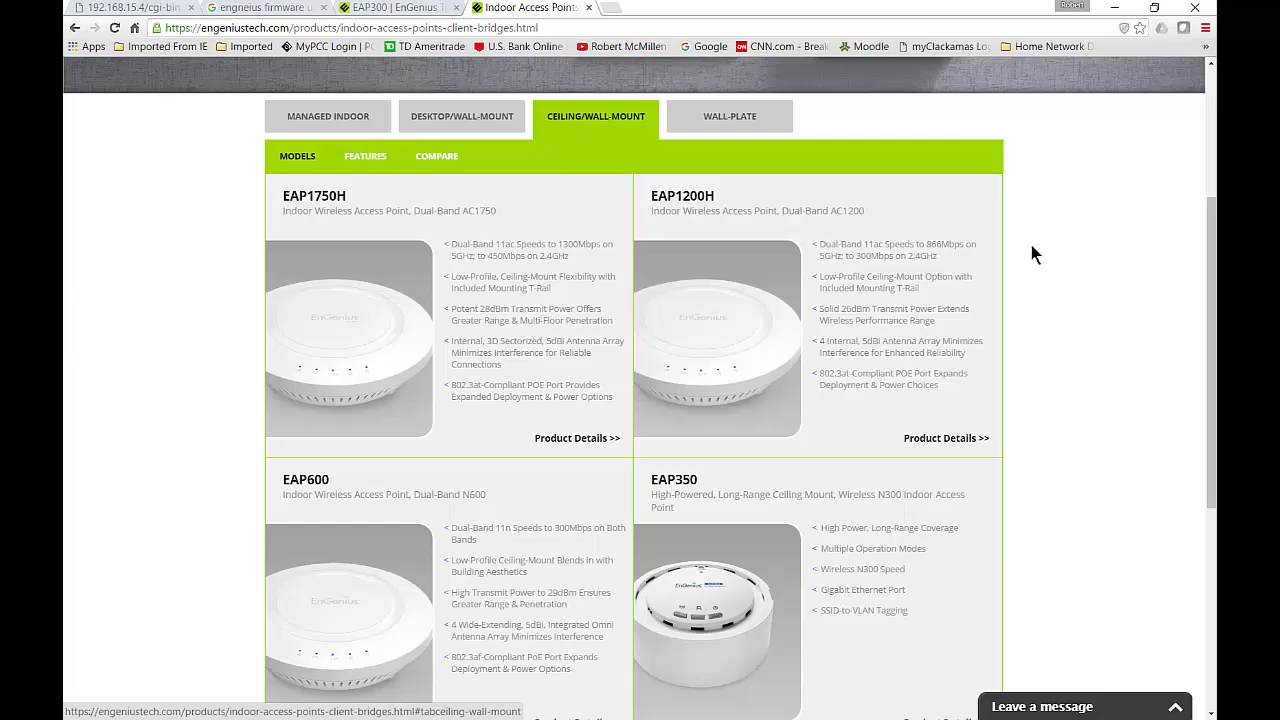 192.168.15.4/cgi-bin
engneius firmware u
EAP300 | EnGenius T
Indoor Access Points
Robert
https://engeniustech.com/products/indoor-access-points-client-bridges.html
Apps
Imported From IE
Imported
MyPCC Login | P
TD Ameritrade
U.S. Bank Online
Robert McMillen
Google
CNN.com - Break
Moodle
myClackamas Log
Home Network D
»
MANAGED INDOOR
DESKTOP/WALL-MOUNT
CEILING/WALL-MOUNT
WALL-PLATE
MODELS
FEATURES
COMPARE
EAP1750H
Indoor Wireless Access Point, Dual-Band AC1750
< Dual-Band 11ac Speeds to 1300Mbps on
5GHz; to 450Mbps on 2.4GHz
< Low-Profile, Ceiling-Mount Flexibility with
Included Mounting T-Rail
< Potent 28dBm Transmit Power Offers
Greater Range & Multi-Floor Penetration
< Internal, 3D Sectorized, 5dBi Antenna Array
Minimizes Interference for Reliable
Connections
< 802.3at-Compliant POE Port Provides
Expanded Deployment & Power Options
EnGenius
Product Details >>
EAP1200H
Indoor Wireless Access Point, Dual-Band AC1200
< Dual-Band 11ac Speeds to 866Mbps on
5GHz; to 300Mbps on 2.4GHz
< Low-Profile Ceiling-Mount Option with
Included Mounting T-Rail
< Solid 26dBm Transmit Power Extends
Wireless Performance Range
< 4 Internal, 5dBi Antenna Array Minimizes
Interference for Enhanced Reliability
< 802.3at-Compliant POE Port Expands
Deployment & Power Choices
EnGenius
Product Details >>
EAP600
Indoor Wireless Access Point, Dual-Band N600
< Dual-Band 11n Speeds to 300Mbps on Both
Bands
< Low-Profile Ceiling-Mount Blends in with
Building Aesthetics
< High Transmit Power to 29dBm Ensures
Greater Range & Penetration
< 4 Wide-Extending, 5dBi, Integrated Omni
Antenna Array Minimizes Interference
< 802.3af-Compliant PoE Port Expands
Deployment & Power Options
EnGenius
EAP350
High-Powered, Long-Range Ceiling Mount, Wireless N300 Indoor Access
Point
< High Power, Long-Range Coverage
< Multiple Operation Modes
< Wireless N300 Speed
< Gigabit Ethernet Port
< SSID-to-VLAN Tagging
EnGenius
https://engeniustech.com/products/indoor-access-points-client-bridges.html#tabceiling-wall-mount
Leave a message